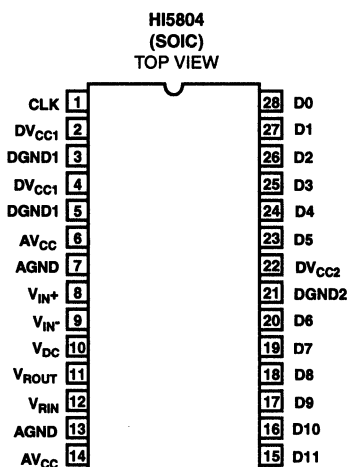 HI5804
(SOIC)
TOP VIEW
CLK 1 28 D0
DVCC1 2 27 D1
DGND1 3 26 D2
DVCC1 4 25 D3
DGND1 5 24 D4
AVCC 6 23 D5
AGND 7 22 DVCC2
VIN+ 8 21 DGND2
VIN- 9 20 D6
VDC 10 19 D7
VROUT 11 18 D8
VRIN 12 17 D9
AGND 13 16 D10
AVCC 14 15 D11